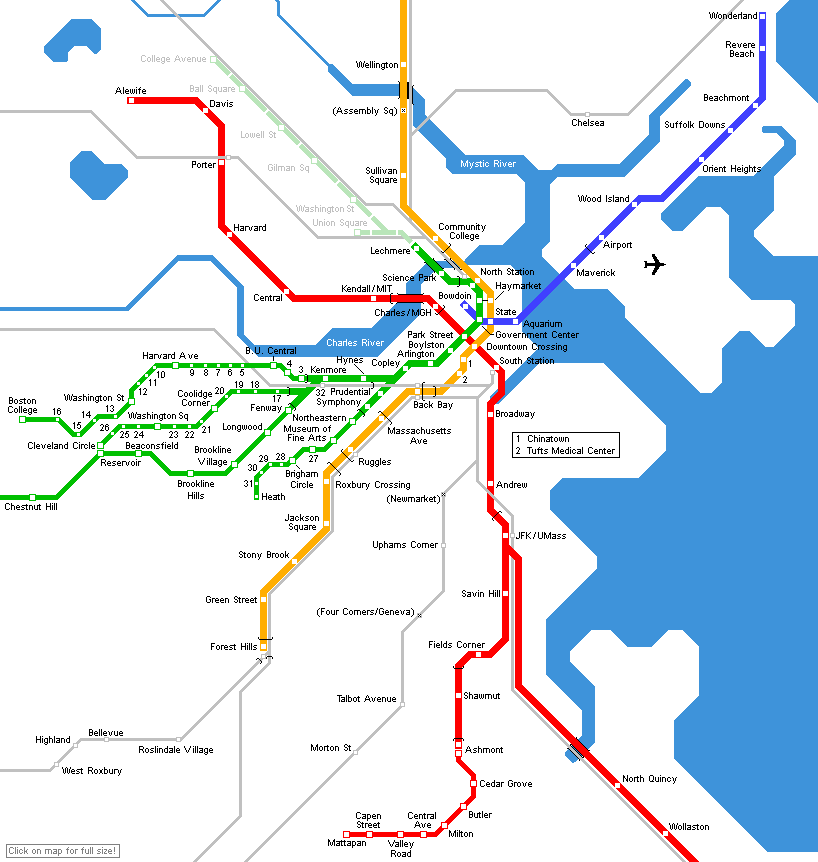 Wonderland
Revere
Beach
College Avenue
Wellington
Ball Square
Alewife
Davis
Beachmont
(Assembly Sq)
Chelsea
Suffolk Downs
Lowell St
Porter
Mystic River
Gilman Sq
Orient Heights
Sullivan
Square
Wood Island
Washington St
Union Square
Harvard
Community
College
Lechmere
Airport
Maverick
Science Park
North Station
Haymarket
Kendall/MIT
Bowdoin
Central
Charles/MGH
State
Aquarium
Government Center
Charles River
Park Street
Boylston
Arlington
Downtown Crossing
South Station
Harvard Ave
B.U. Central
Hynes
Copley
Kenmore
10
9
8
7
6
5
4
3
1
2
11
12
Washington St
Coolidge
Corner
20
19
18
17
32
Prudential
Symphony
Back Bay
Boston
College
16
15
14
13
Washington Sq
Fenway
Northeastern
Broadway
26
25
24
23
22
21
Longwood
Museum of
Fine Arts
Massachusetts
Ave
1 Chinatown
2 Tufts Medical Center
Cleveland Circle
Beaconsfield
Reservoir
Brookline
Village
29
28
27
30
31
Brigham
Circle
Ruggles
Roxbury Crossing
Andrew
Brookline
Hills
Heath
(Newmarket)
Chestnut Hill
Jackson
Square
JFK/UMass
Uphams Corner
Stony Brook
Savin Hill
Green Street
(Four Corners/Geneva)
Forest Hills
Fields Corner
Shawmut
Talbot Avenue
Highland
Bellevue
Roslindale Village
Morton St
Ashmont
West Roxbury
Cedar Grove
North Quincy
Capen
Street
Central
Ave
Butler
Mattapan
Valley
Road
Milton
Wollaston
Click on map for full size!